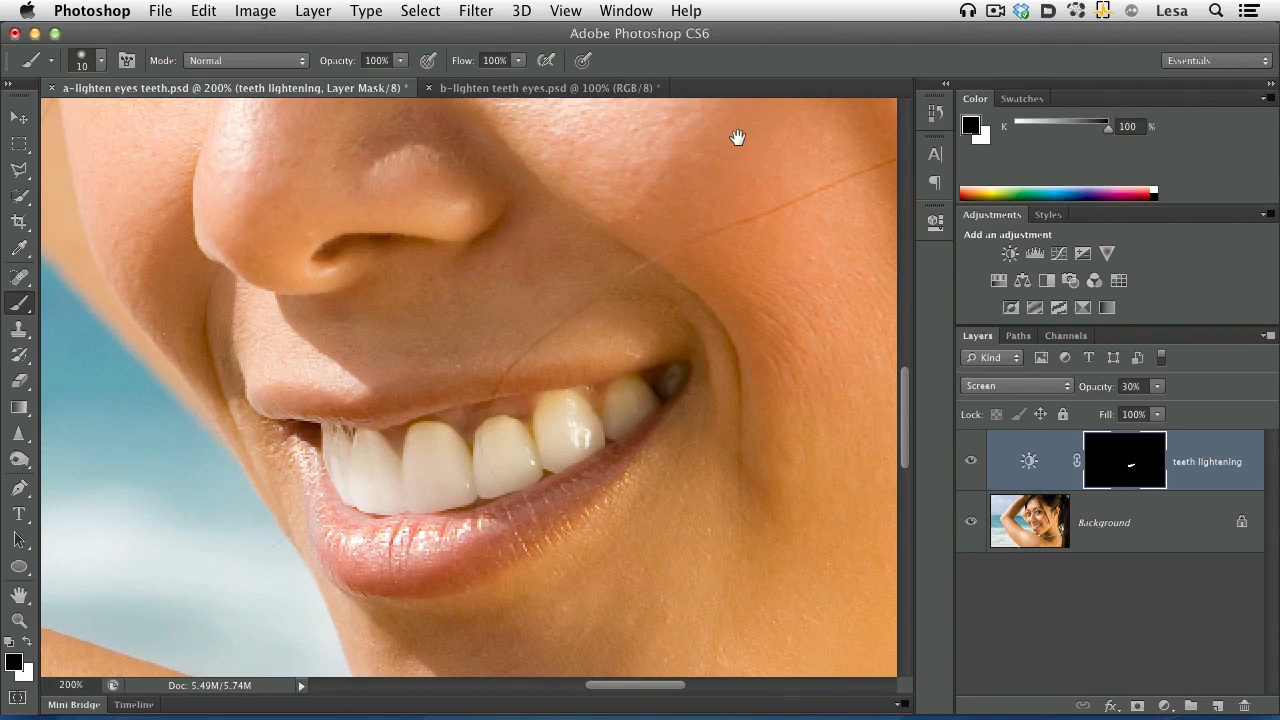 Photoshop File Edit Image Layer Type Select Filter 3D View Window Help Lesa
Adobe Photoshop CS6
10 Mode: Normal Opacity: 100% Flow: 100% Essentials
a-lighten eyes teeth.psd @ 200% (teeth lightening, Layer Mask/8) * b-lighten teeth eyes.psd @ 100% (RGB/8) *
Color Swatches
K 100 %
Adjustments Styles
Add an adjustment
Layers Paths Channels
Kind
Screen Opacity: 30%
Lock: Fill: 100%
teeth lightening
Background
200% Doc: 5.49M/5.74M
Mini Bridge Timeline